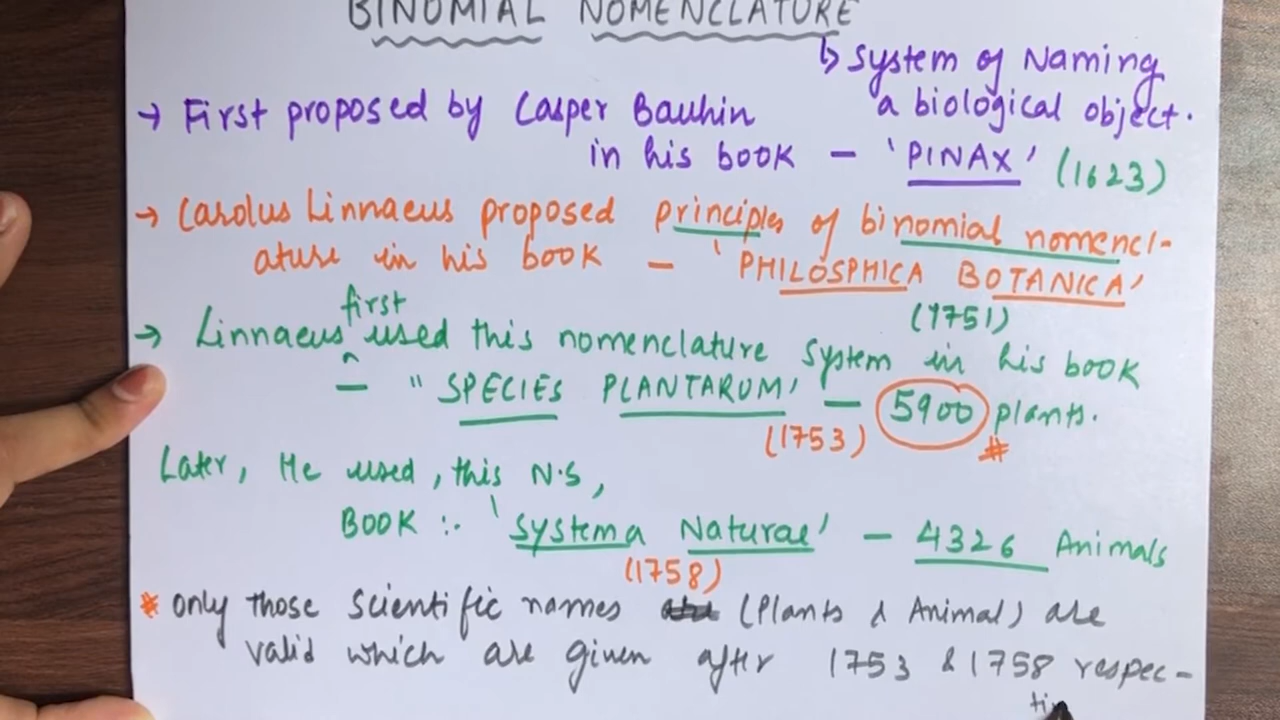 BINOMIAL NOMENCLATURE
↳ System of Naming
a biological object.
→ First proposed by Casper Bauhin
in his book – 'PINAX' (1623)
→ Carolus Linnaeus proposed principles of binomial nomencl-
ature in his book – 'PHILOSPHICA BOTANICA'
(1751)
first
→ Linnaeus ^ used this nomenclature system in his book
– "SPECIES PLANTARUM' – 5900 plants.
(1753) #
Later, He used, this N.S,
BOOK :- 'Systema Naturae' – 4326 Animals
(1758)
* only those scientific names (Plants & Animal) are
valid which are given after 1753 & 1758 respec-
ti